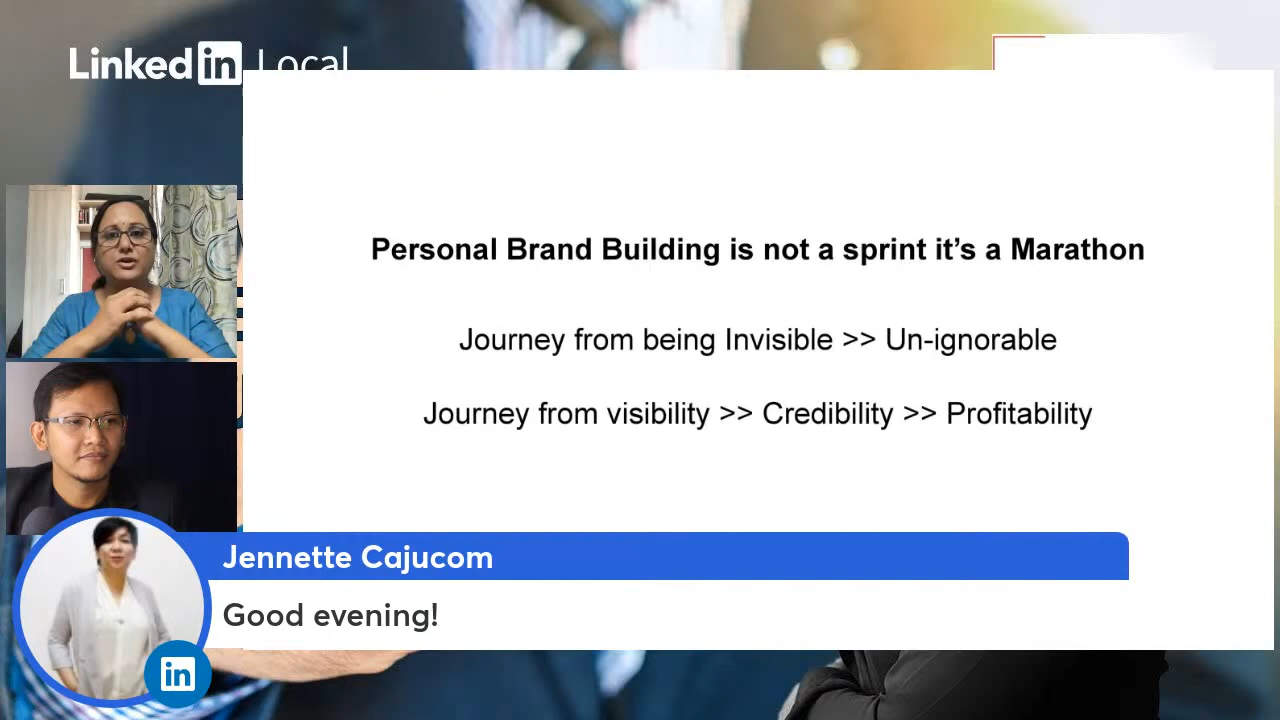 LinkedIn Local
Personal Brand Building is not a sprint it’s a Marathon
Journey from being Invisible >> Un-ignorable
Journey from visibility >> Credibility >> Profitability
Jennette Cajucom
Good evening!
in